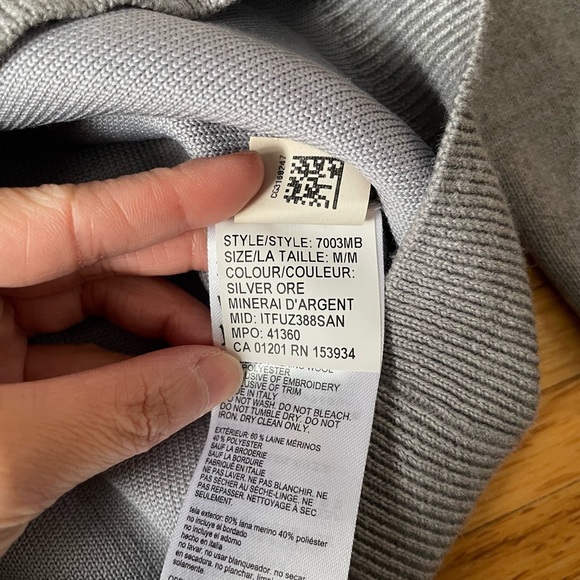 CG3160247
STYLE/STYLE: 7003MB
SIZE/LA TAILLE: M/M
COLOUR/COULEUR:
SILVER ORE
MINERAI D'ARGENT
MID: ITFUZ388SAN
MPO: 41360
CA 01201 RN 153934
WOOL
POLYESTER
OF EMBROIDERY
OF TRIM
IN ITALY
DO NOT WASH. DO NOT BLEACH.
DO NOT TUMBLE DRY. DO NOT
IRON. DRY CLEAN ONLY.
EXTÉRIEUR: 60 % LAINE MÉRINOS
40 % POLYESTER
SAUF LA BRODERIE
SAUF LA BORDURE
FABRIQUÉ EN ITALIE
NE PAS LAVER. NE PAS BLANCHIR. NE
PAS SÉCHER AU SÈCHE-LINGE. NE
PAS REPASSER. NETTOYAGE À SEC
SEULEMENT.
tela exterior: 60% lana merino 40% poliéster
no incluye el bordado
no incluye el adorno
hecho en Italia
no lavar. no usar blanqueador. no secar
en secadora. no planchar. limpiar
solamente.